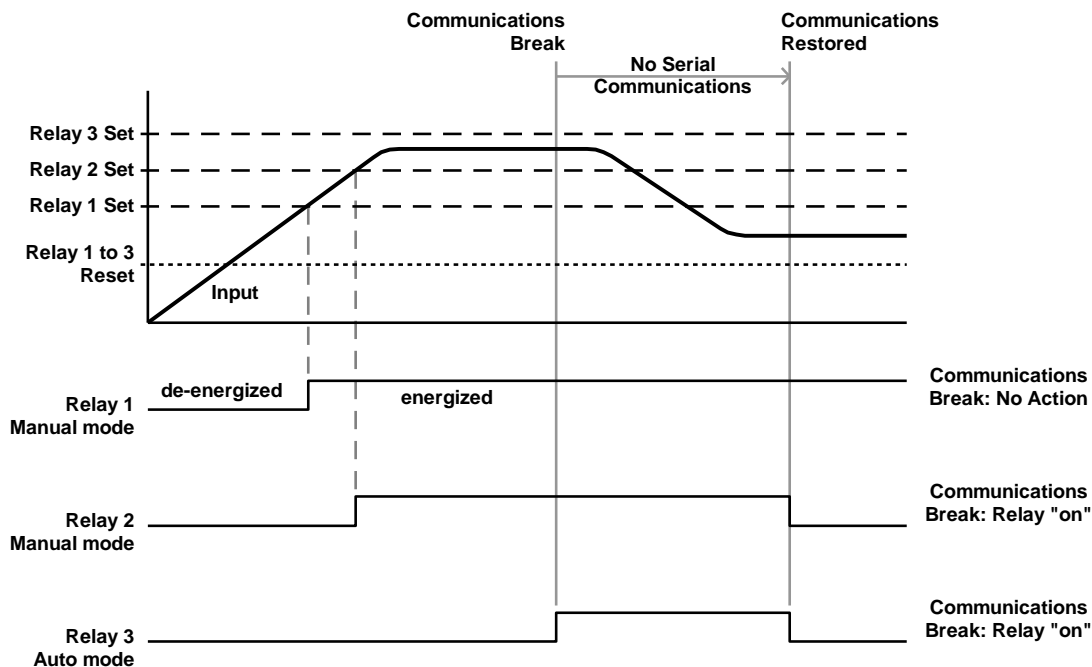 Communications
Break
Communications
Restored
No Serial
Communications
Relay 3 Set
Relay 2 Set
Relay 1 Set
Relay 1 to 3
Reset
Input
de-energized
energized
Relay 1
Manual mode
Communications
Break: No Action
Relay 2
Manual mode
Communications
Break: Relay "on"
Relay 3
Auto mode
Communications
Break: Relay "on"